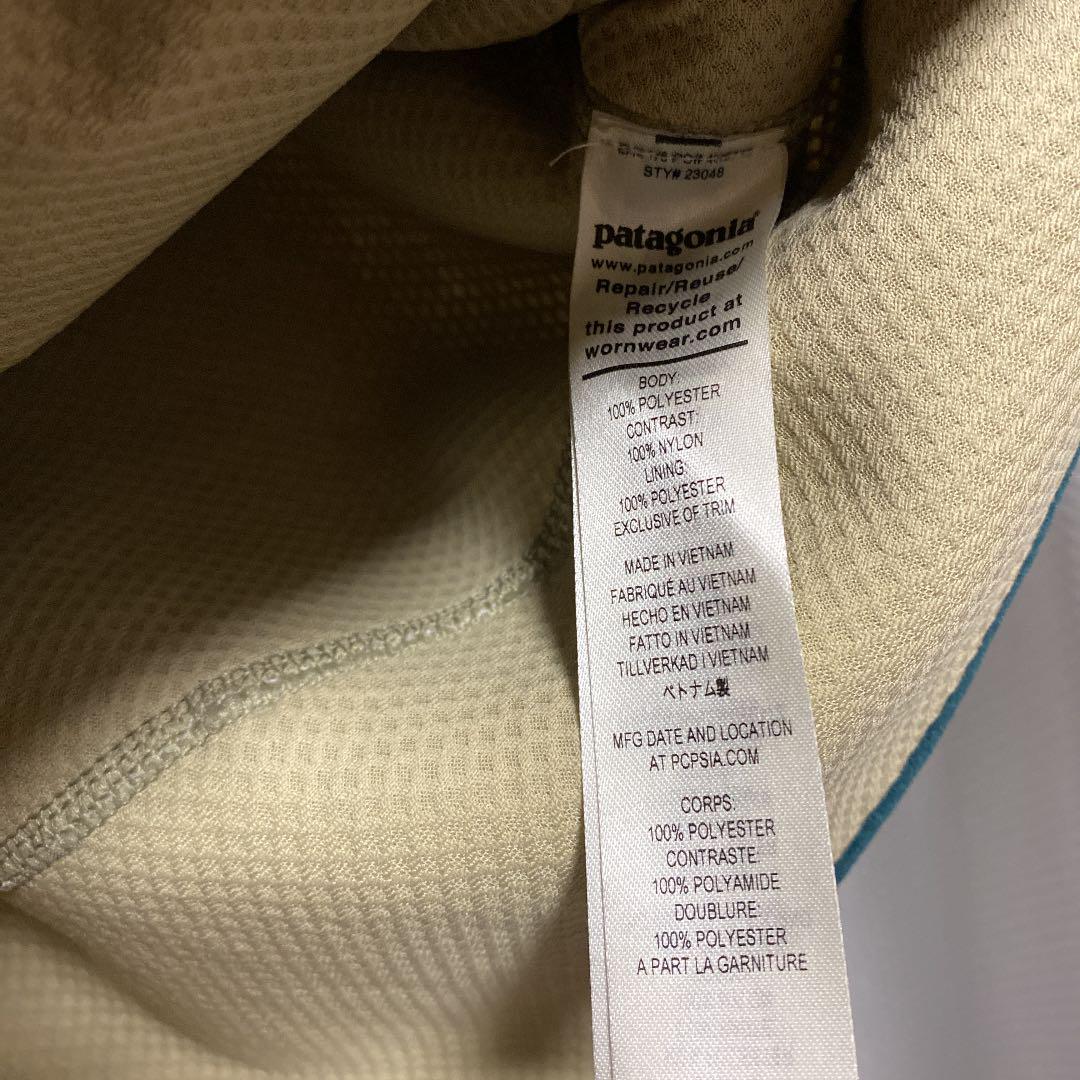 STY# 23048
patagonia®
www.patagonia.com
Repair/Reuse/
Recycle
this product at
wornwear.com
BODY:
100% POLYESTER
CONTRAST:
100% NYLON
LINING:
100% POLYESTER
EXCLUSIVE OF TRIM
MADE IN VIETNAM
FABRIQUÉ AU VIETNAM
HECHO EN VIETNAM
FATTO IN VIETNAM
TILLVERKAD I VIETNAM
ベトナム製
MFG DATE AND LOCATION
AT PCPSIA.COM
CORPS:
100% POLYESTER
CONTRASTE:
100% POLYAMIDE
DOUBLURE:
100% POLYESTER
A PART LA GARNITURE